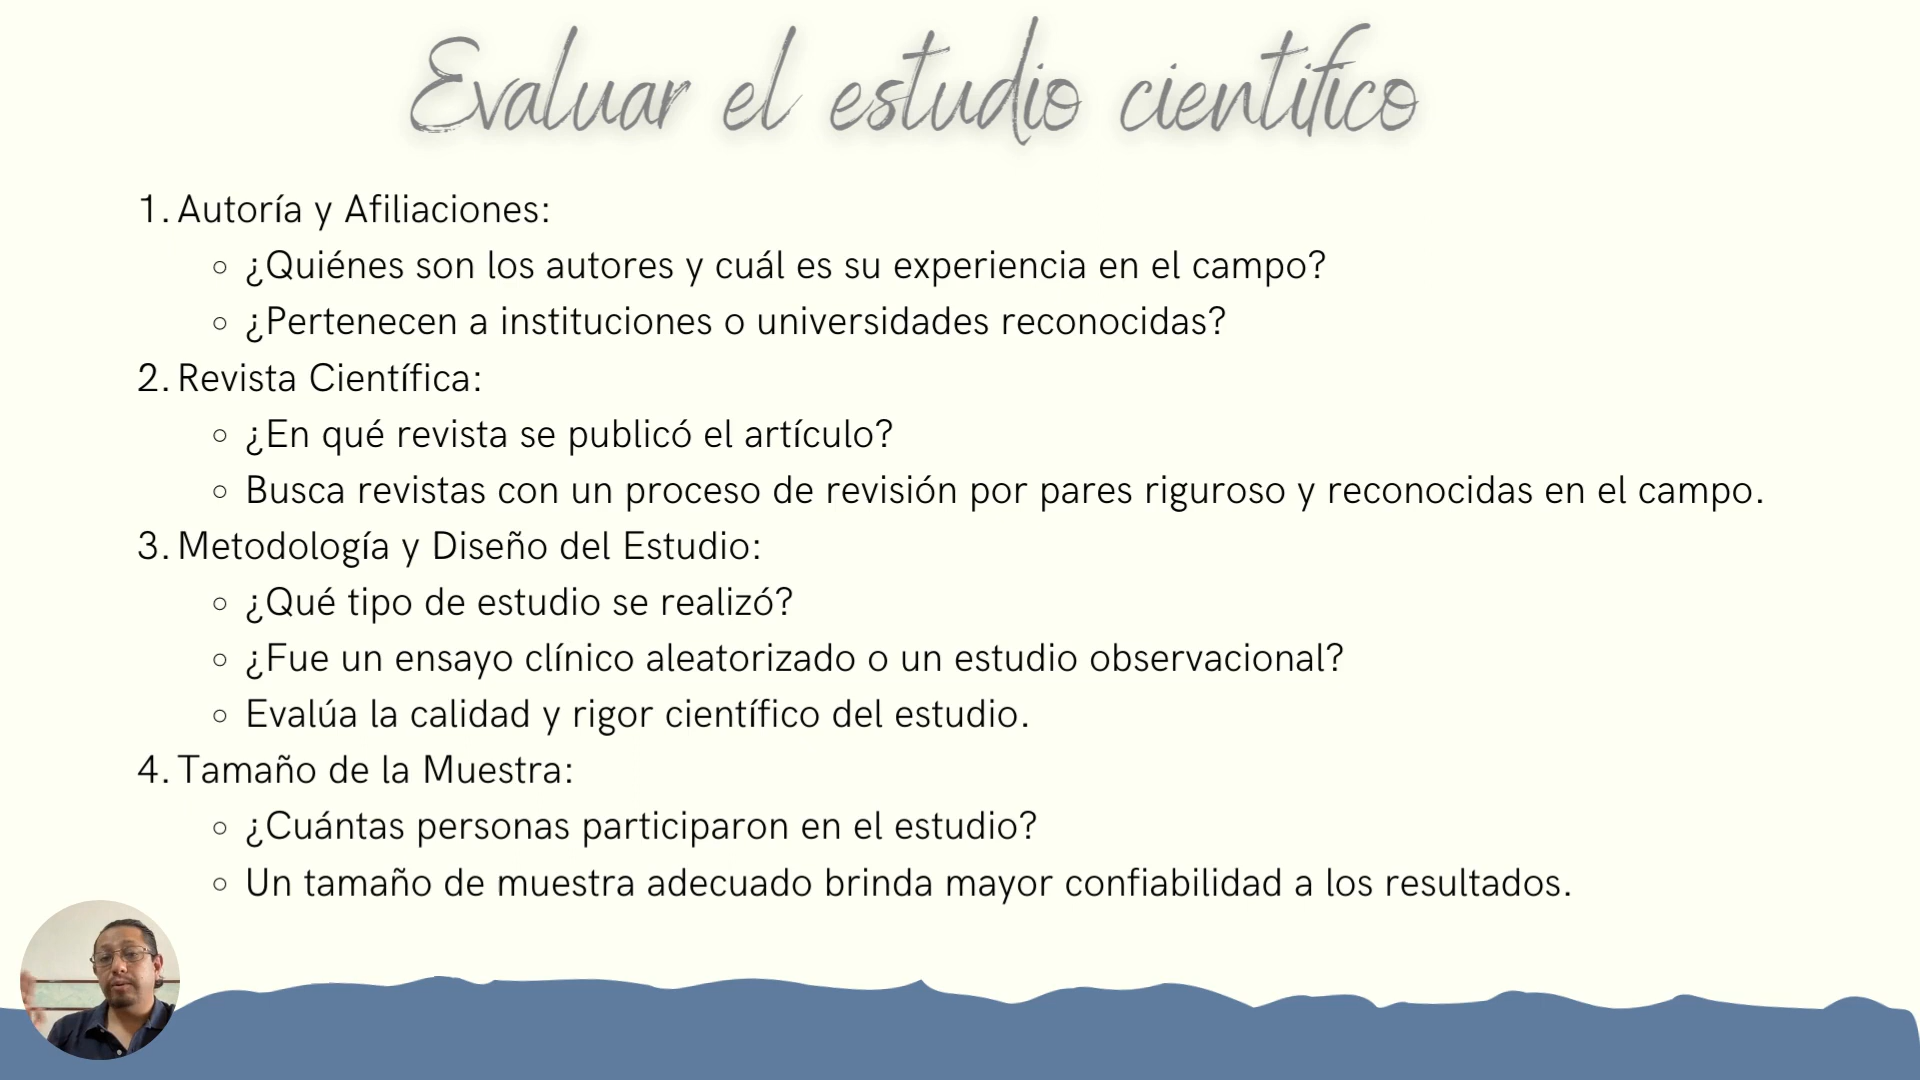 Evaluar el estudio cientifico
1. Autoría y Afiliaciones:
◦ ¿Quiénes son los autores y cuál es su experiencia en el campo?
◦ ¿Pertenecen a instituciones o universidades reconocidas?
2. Revista Científica:
◦ ¿En qué revista se publicó el artículo?
◦ Busca revistas con un proceso de revisión por pares riguroso y reconocidas en el campo.
3. Metodología y Diseño del Estudio:
◦ ¿Qué tipo de estudio se realizó?
◦ ¿Fue un ensayo clínico aleatorizado o un estudio observacional?
◦ Evalúa la calidad y rigor científico del estudio.
4. Tamaño de la Muestra:
◦ ¿Cuántas personas participaron en el estudio?
◦ Un tamaño de muestra adecuado brinda mayor confiabilidad a los resultados.